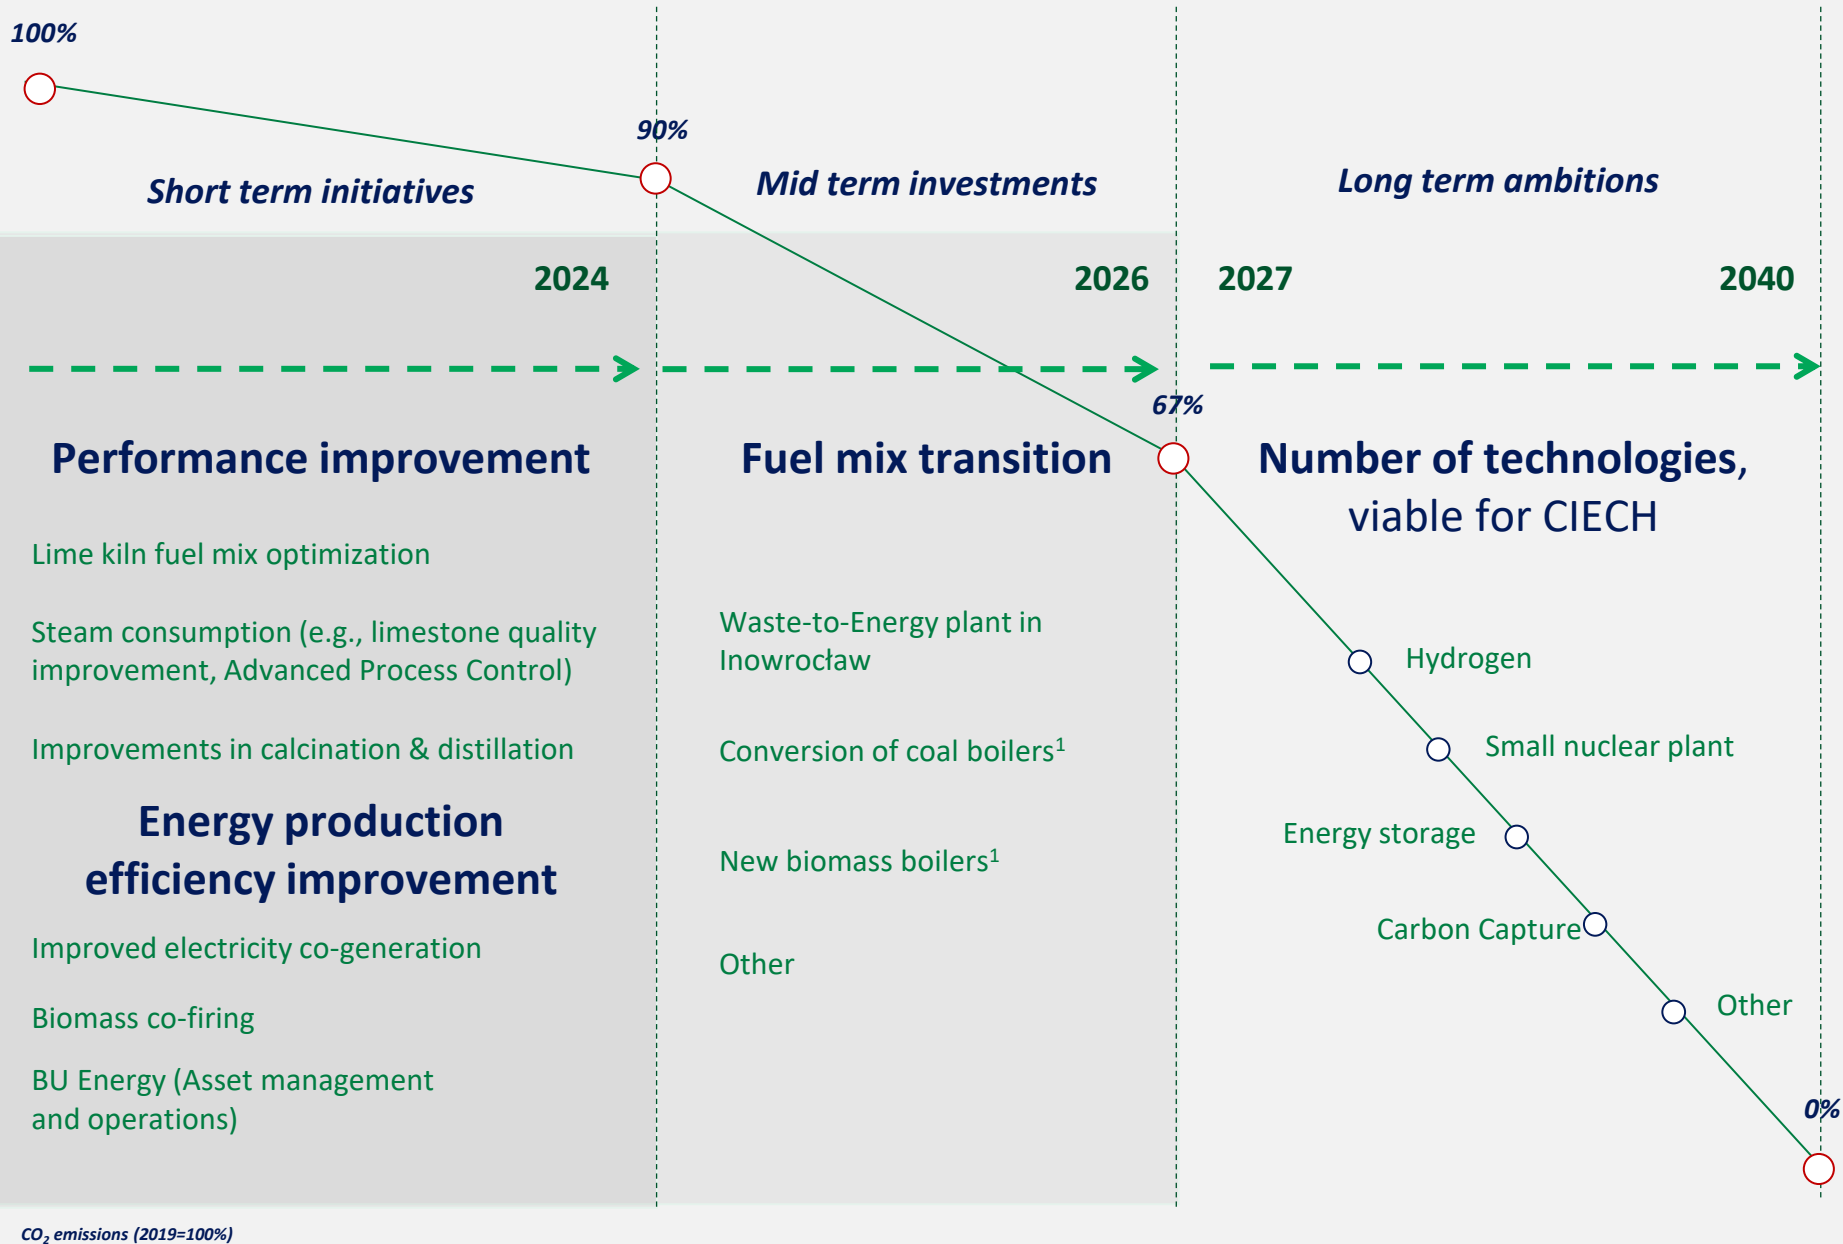 100%
90%
Short term initiatives
Mid term investments
Long term ambitions
2024
2026
2027
2040
67%
Performance improvement
Lime kiln fuel mix optimization
Steam consumption (e.g., limestone quality
improvement, Advanced Process Control)
Improvements in calcination & distillation
Energy production
efficiency improvement
Improved electricity co-generation
Biomass co-firing
BU Energy (Asset management
and operations)
Fuel mix transition
Waste-to-Energy plant in
Inowrocław
Conversion of coal boilers¹
New biomass boilers¹
Other
Number of technologies,
viable for CIECH
Hydrogen
Small nuclear plant
Energy storage
Carbon Capture
Other
0%
CO₂ emissions (2019=100%)